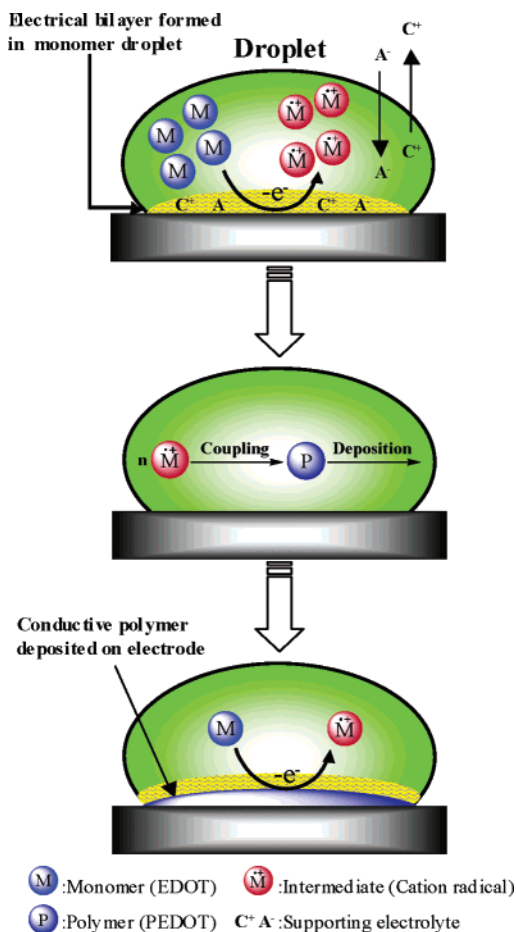 Electrical bilayer formed
in monomer droplet
Droplet
C⁺
A⁻
M
M
M
M
M̈⁺
M̈⁺
M̈⁺
M̈⁺
C⁺
A⁻
-e⁻
C⁺ A⁻ C⁺ A⁻
n M̈⁺ Coupling P Deposition
Conductive polymer
deposited on electrode
M M̈⁺
-e⁻
M :Monomer (EDOT) M̈⁺ :Intermediate (Cation radical)
P :Polymer (PEDOT) C⁺ A⁻ :Supporting electrolyte